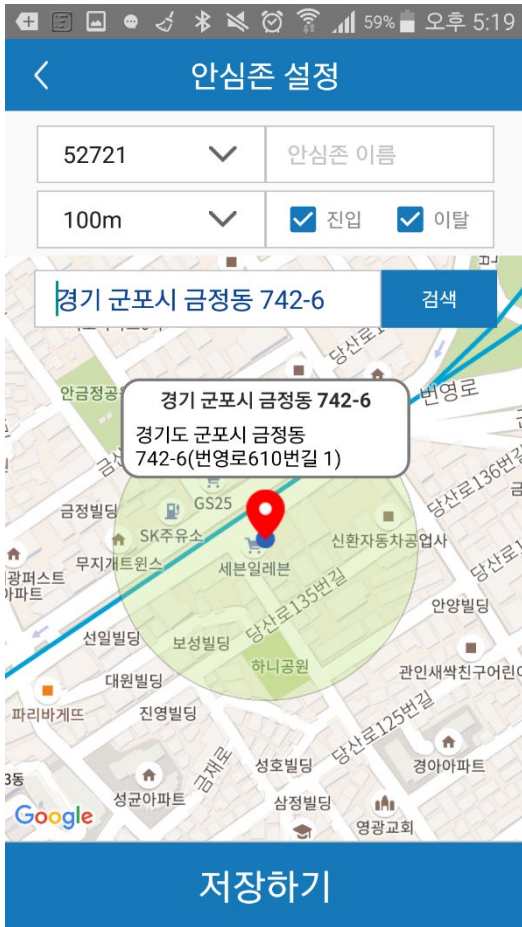 59% 오후 5:19
안심존 설정
52721 안심존 이름
100m 진입 이탈
경기 군포시 금정동 742-6 검색
당산로
번영로
안금정공
경기 군포시 금정동 742-6
경기도 군포시 금정동
742-6(번영로610번길 1)
당산로136번길
금정빌딩
GS25
SK주유소
신환자동차공업사
무지개트윈스
세븐일레븐
광퍼스트
아파트
당산로135번길
안양빌딩
선일빌딩
보성빌딩
하니공원
관인새싹친구어린
대원빌딩
파리바게뜨
진영빌딩
당산로125번길
금재로
성호빌딩
경아아파트
3동
성균아파트
삼정빌딩
Google
영광교회
저장하기